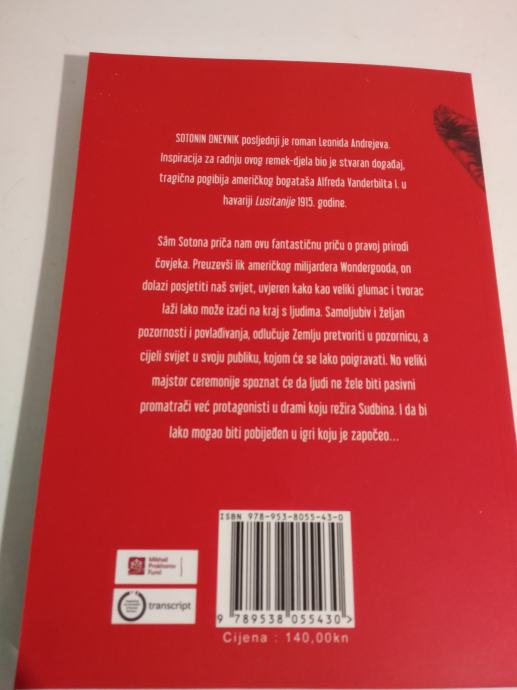 SOTONIN DNEVNIK posljednji je roman Leonida Andrejeva.
Inspiracija za radnju ovog remek-djela bio je stvaran događaj,
tragična pogibija američkog bogataša Alfreda Vanderbilta I. u
havariji Lusitanije 1915. godine.
Sâm Sotona priča nam ovu fantastičnu priču o pravoj prirodi
čovjeka. Preuzevši lik američkog milijardera Wondergooda, on
dolazi posjetiti naš svijet, uvjeren kako kao veliki glumac i tvorac
laži lako može izaći na kraj s ljudima. Samoljubiv i željan
pozornosti i povlađivanja, odlučuje Zemlju pretvoriti u pozornicu, a
cijeli svijet u svoju publiku, kojom će se lako poigravati. No veliki
majstor ceremonije spoznat će da ljudi ne žele biti pasivni
promatrači već protagonisti u drami koju režira Sudbina. I da bi
lako mogao biti pobijeđen u igri koju je započeo...
ISBN 978-953-8055-43-0
9 789538 055430 >
Cijena : 140,00kn
Mikhail
Prokhorov
Fund
transcript